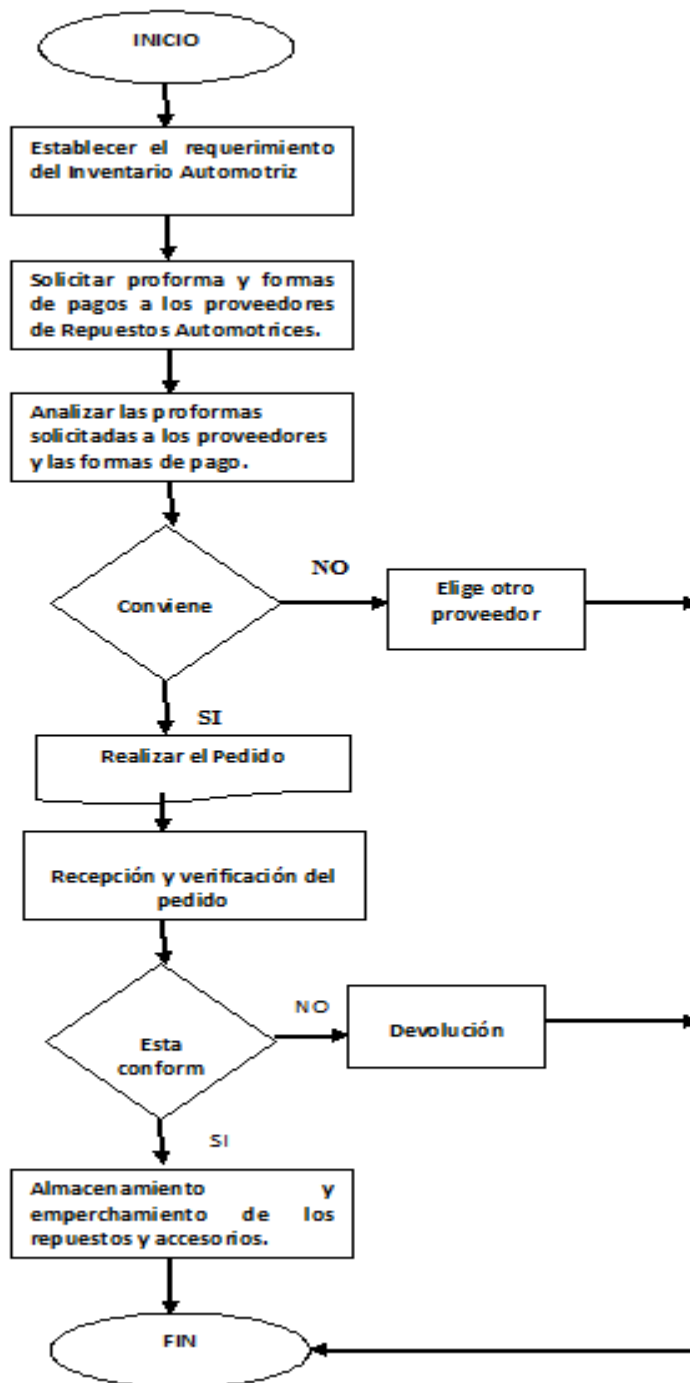 INICIO
Establecer el requerimiento
del Inventario Automotriz
Solicitar proforma y formas
de pagos a los proveedores
de Repuestos Automotrices.
Analizar las proformas
solicitadas a los proveedores
y las formas de pago.
Conviene
NO
Elige otro
proveedor
SI
Realizar el Pedido
Recepción y verificación del
pedido
Esta
conform
NO
Devolución
SI
Almacenamiento y
emperchamiento de los
repuestos y accesorios.
FIN